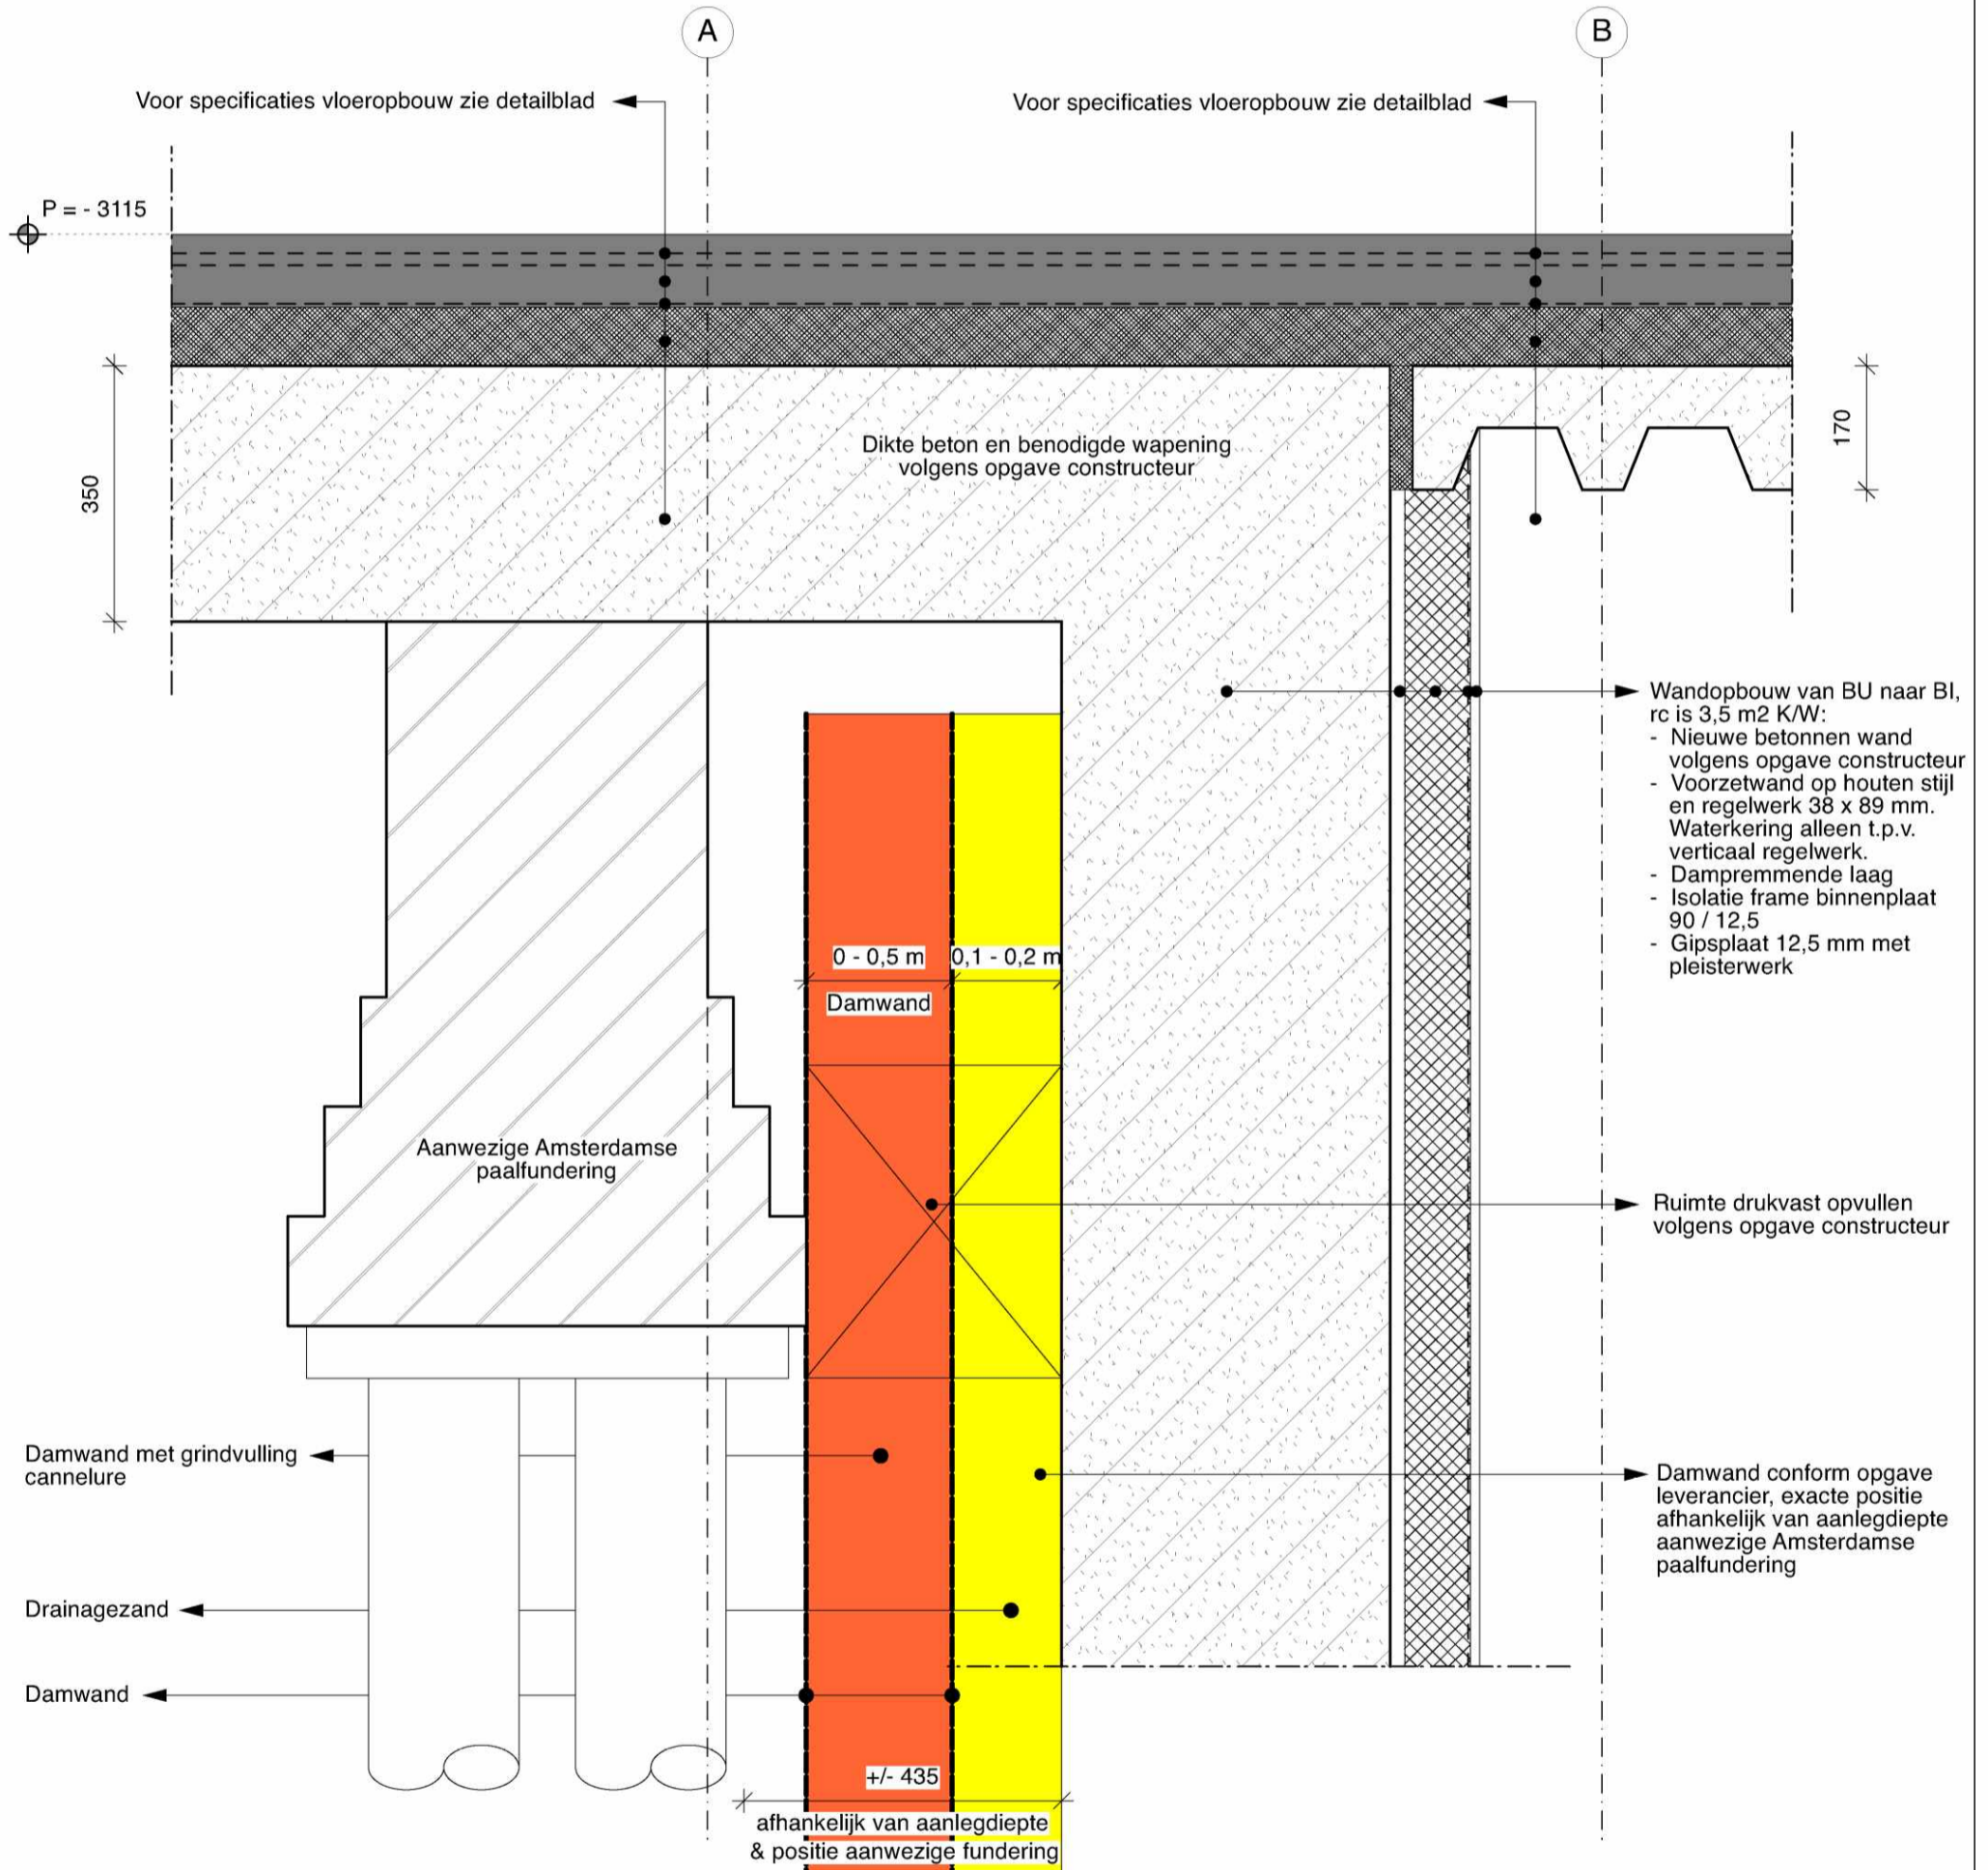 A
B
Voor specificaties vloeropbouw zie detailblad
Voor specificaties vloeropbouw zie detailblad
P = - 3115
350
170
Dikte beton en benodigde wapening
volgens opgave constructeur
Wandopbouw van BU naar BI,
rc is 3,5 m2 K/W:
- Nieuwe betonnen wand
volgens opgave constructeur
- Voorzetwand op houten stijl
en regelwerk 38 x 89 mm.
Waterkering alleen t.p.v.
verticaal regelwerk.
- Dampremmende laag
- Isolatie frame binnenplaat
90 / 12,5
- Gipsplaat 12,5 mm met
pleisterwerk
0 - 0,5 m
0,1 - 0,2 m
Damwand
Aanwezige Amsterdamse
paalfundering
Ruimte drukvast opvullen
volgens opgave constructeur
Damwand met grindvulling
cannelure
Damwand conform opgave
leverancier, exacte positie
afhankelijk van aanlegdiepte
aanwezige Amsterdamse
paalfundering
Drainagezand
Damwand
+/- 435
afhankelijk van aanlegdiepte
& positie aanwezige fundering